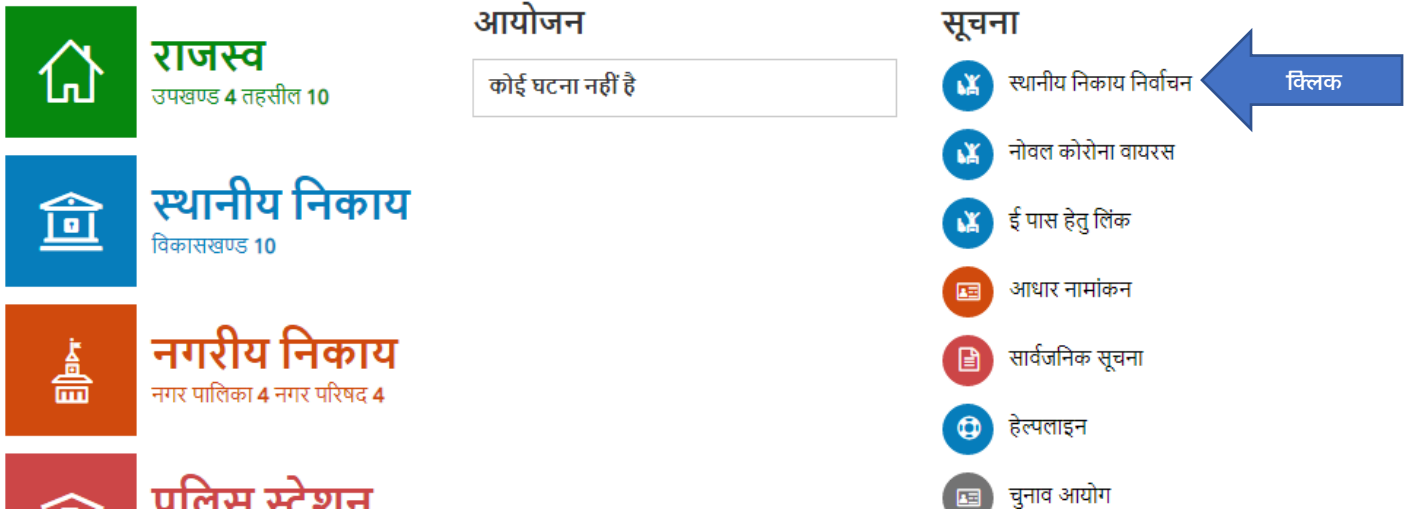 राजस्व
उपखण्ड 4 तहसील 10
स्थानीय निकाय
विकासखण्ड 10
नगरीय निकाय
नगर पालिका 4 नगर परिषद 4
पुलिस स्टेशन
आयोजन
कोई घटना नहीं है
सूचना
स्थानीय निकाय निर्वाचन
क्लिक
नोवल कोरोना वायरस
ई पास हेतु लिंक
आधार नामांकन
सार्वजनिक सूचना
हेल्पलाइन
चुनाव आयोग